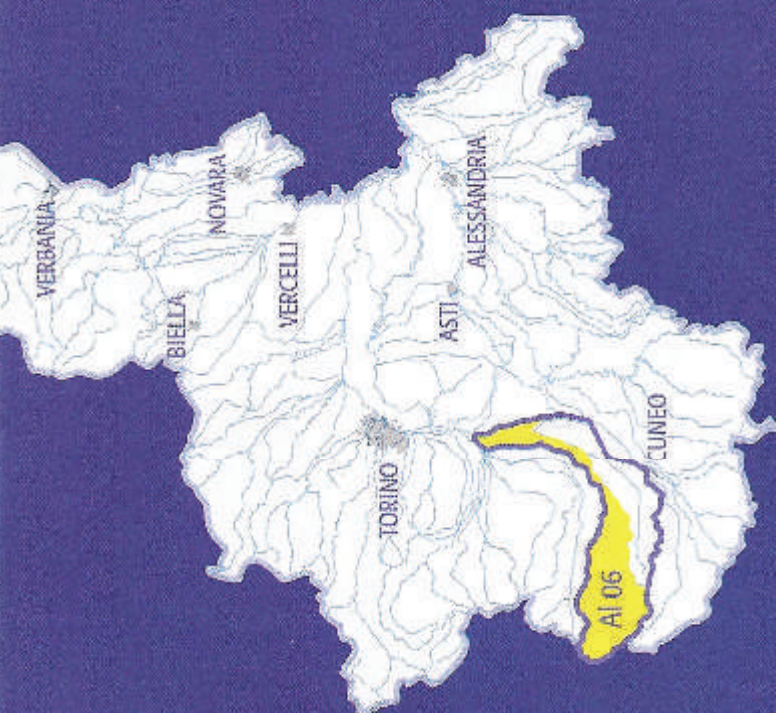 VERBANIA
NOVARA
BIELLA
VERCELLI
ALESSANDRIA
ASTI
TORINO
CUNEO
AI 06